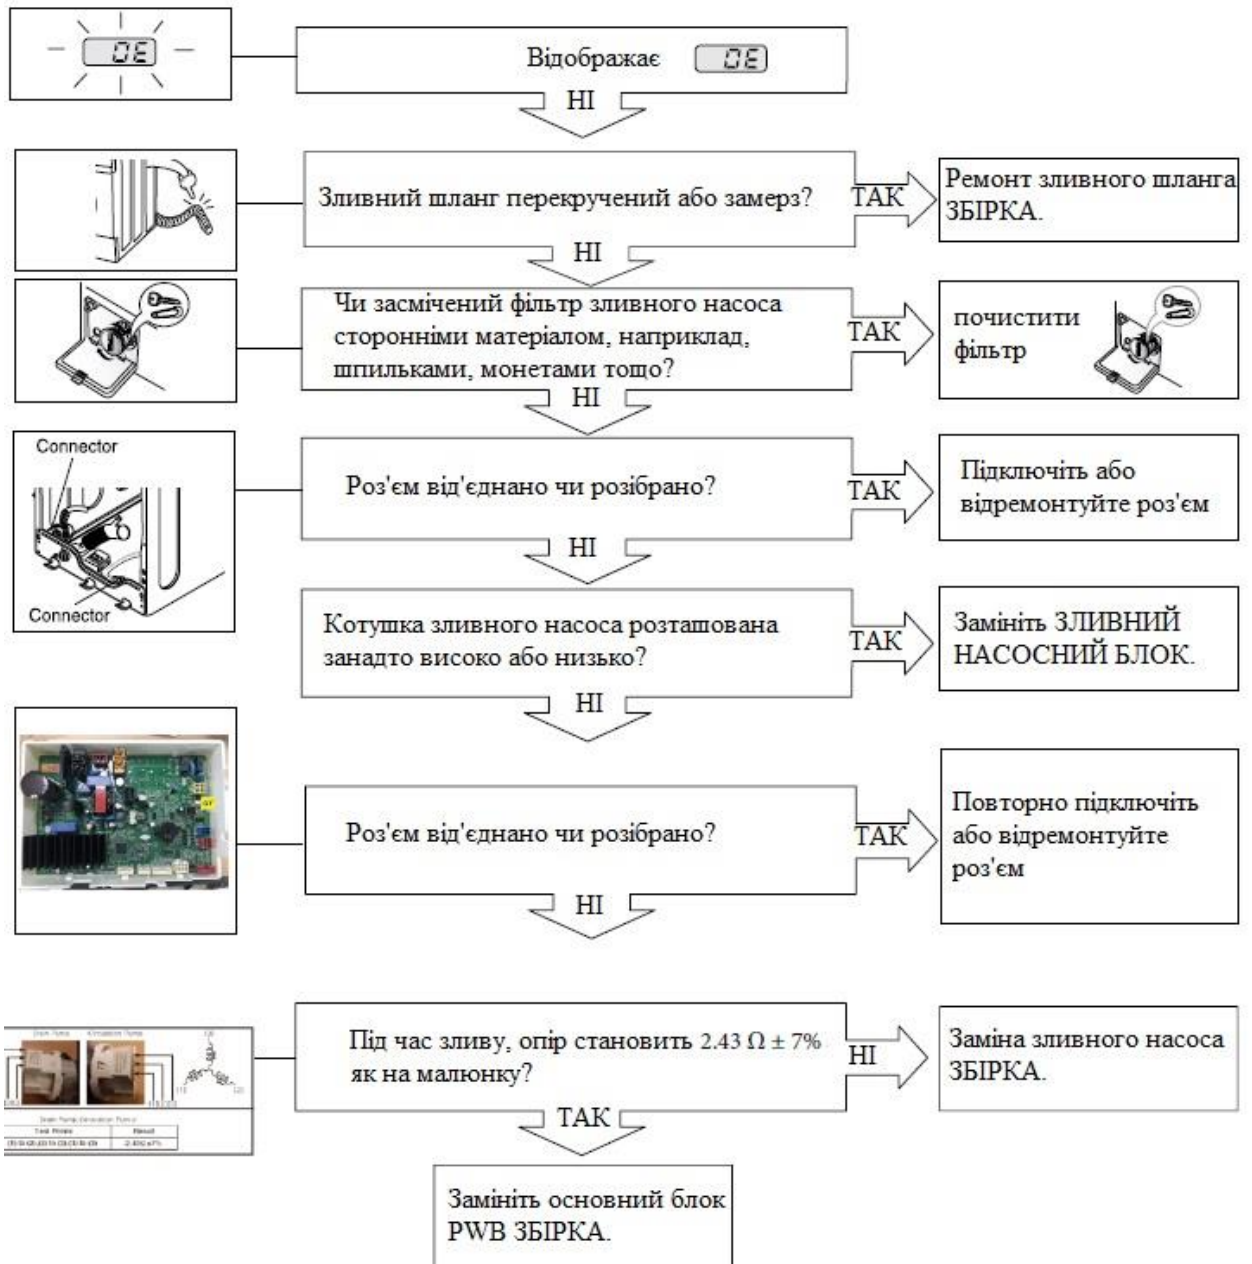 OE
Відображає OE
НІ
Зливний шланг перекручений або замерз?
ТАК
Ремонт зливного шланга
ЗБІРКА.
НІ
Чи засмічений фільтр зливного насоса
сторонніми матеріалом, наприклад,
шпильками, монетами тощо?
ТАК
почистити
фільтр
НІ
Connector
Connector
Роз'єм від'єднано чи розібрано?
ТАК
Підключіть або
відремонтуйте роз'єм
НІ
Котушка зливного насоса розташована
занадто високо або низько?
ТАК
Замініть ЗЛИВНИЙ
НАСОСНИЙ БЛОК.
НІ
Роз'єм від'єднано чи розібрано?
ТАК
Повторно підключіть
або відремонтуйте
роз'єм
НІ
Drain Pump
Під час зливу, опір становить 2.43 Ω ± 7%
як на малюнку?
НІ
Заміна зливного насоса
ЗБІРКА.
Test Points Result
ТАК
Замініть основний блок
PWB ЗБІРКА.